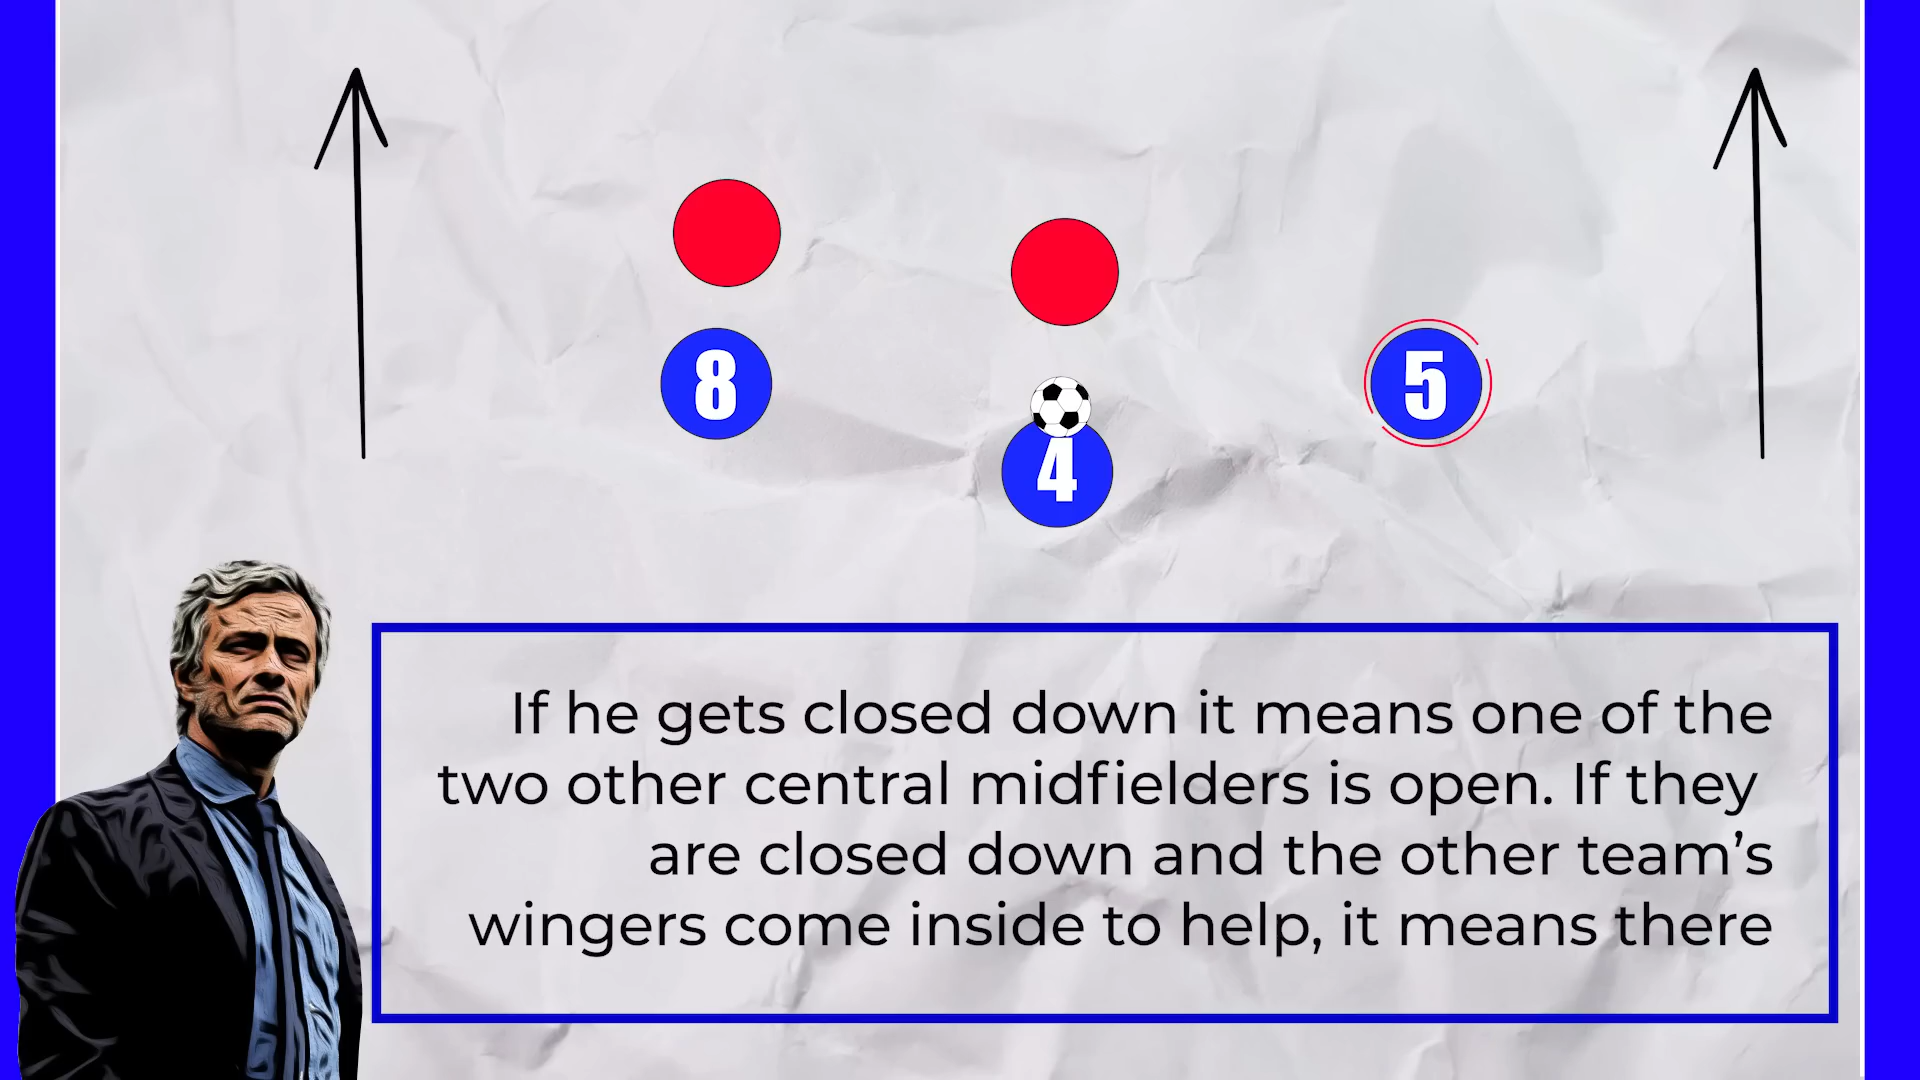 8
5
4
If he gets closed down it means one of the
two other central midfielders is open. If they
are closed down and the other team’s
wingers come inside to help, it means there